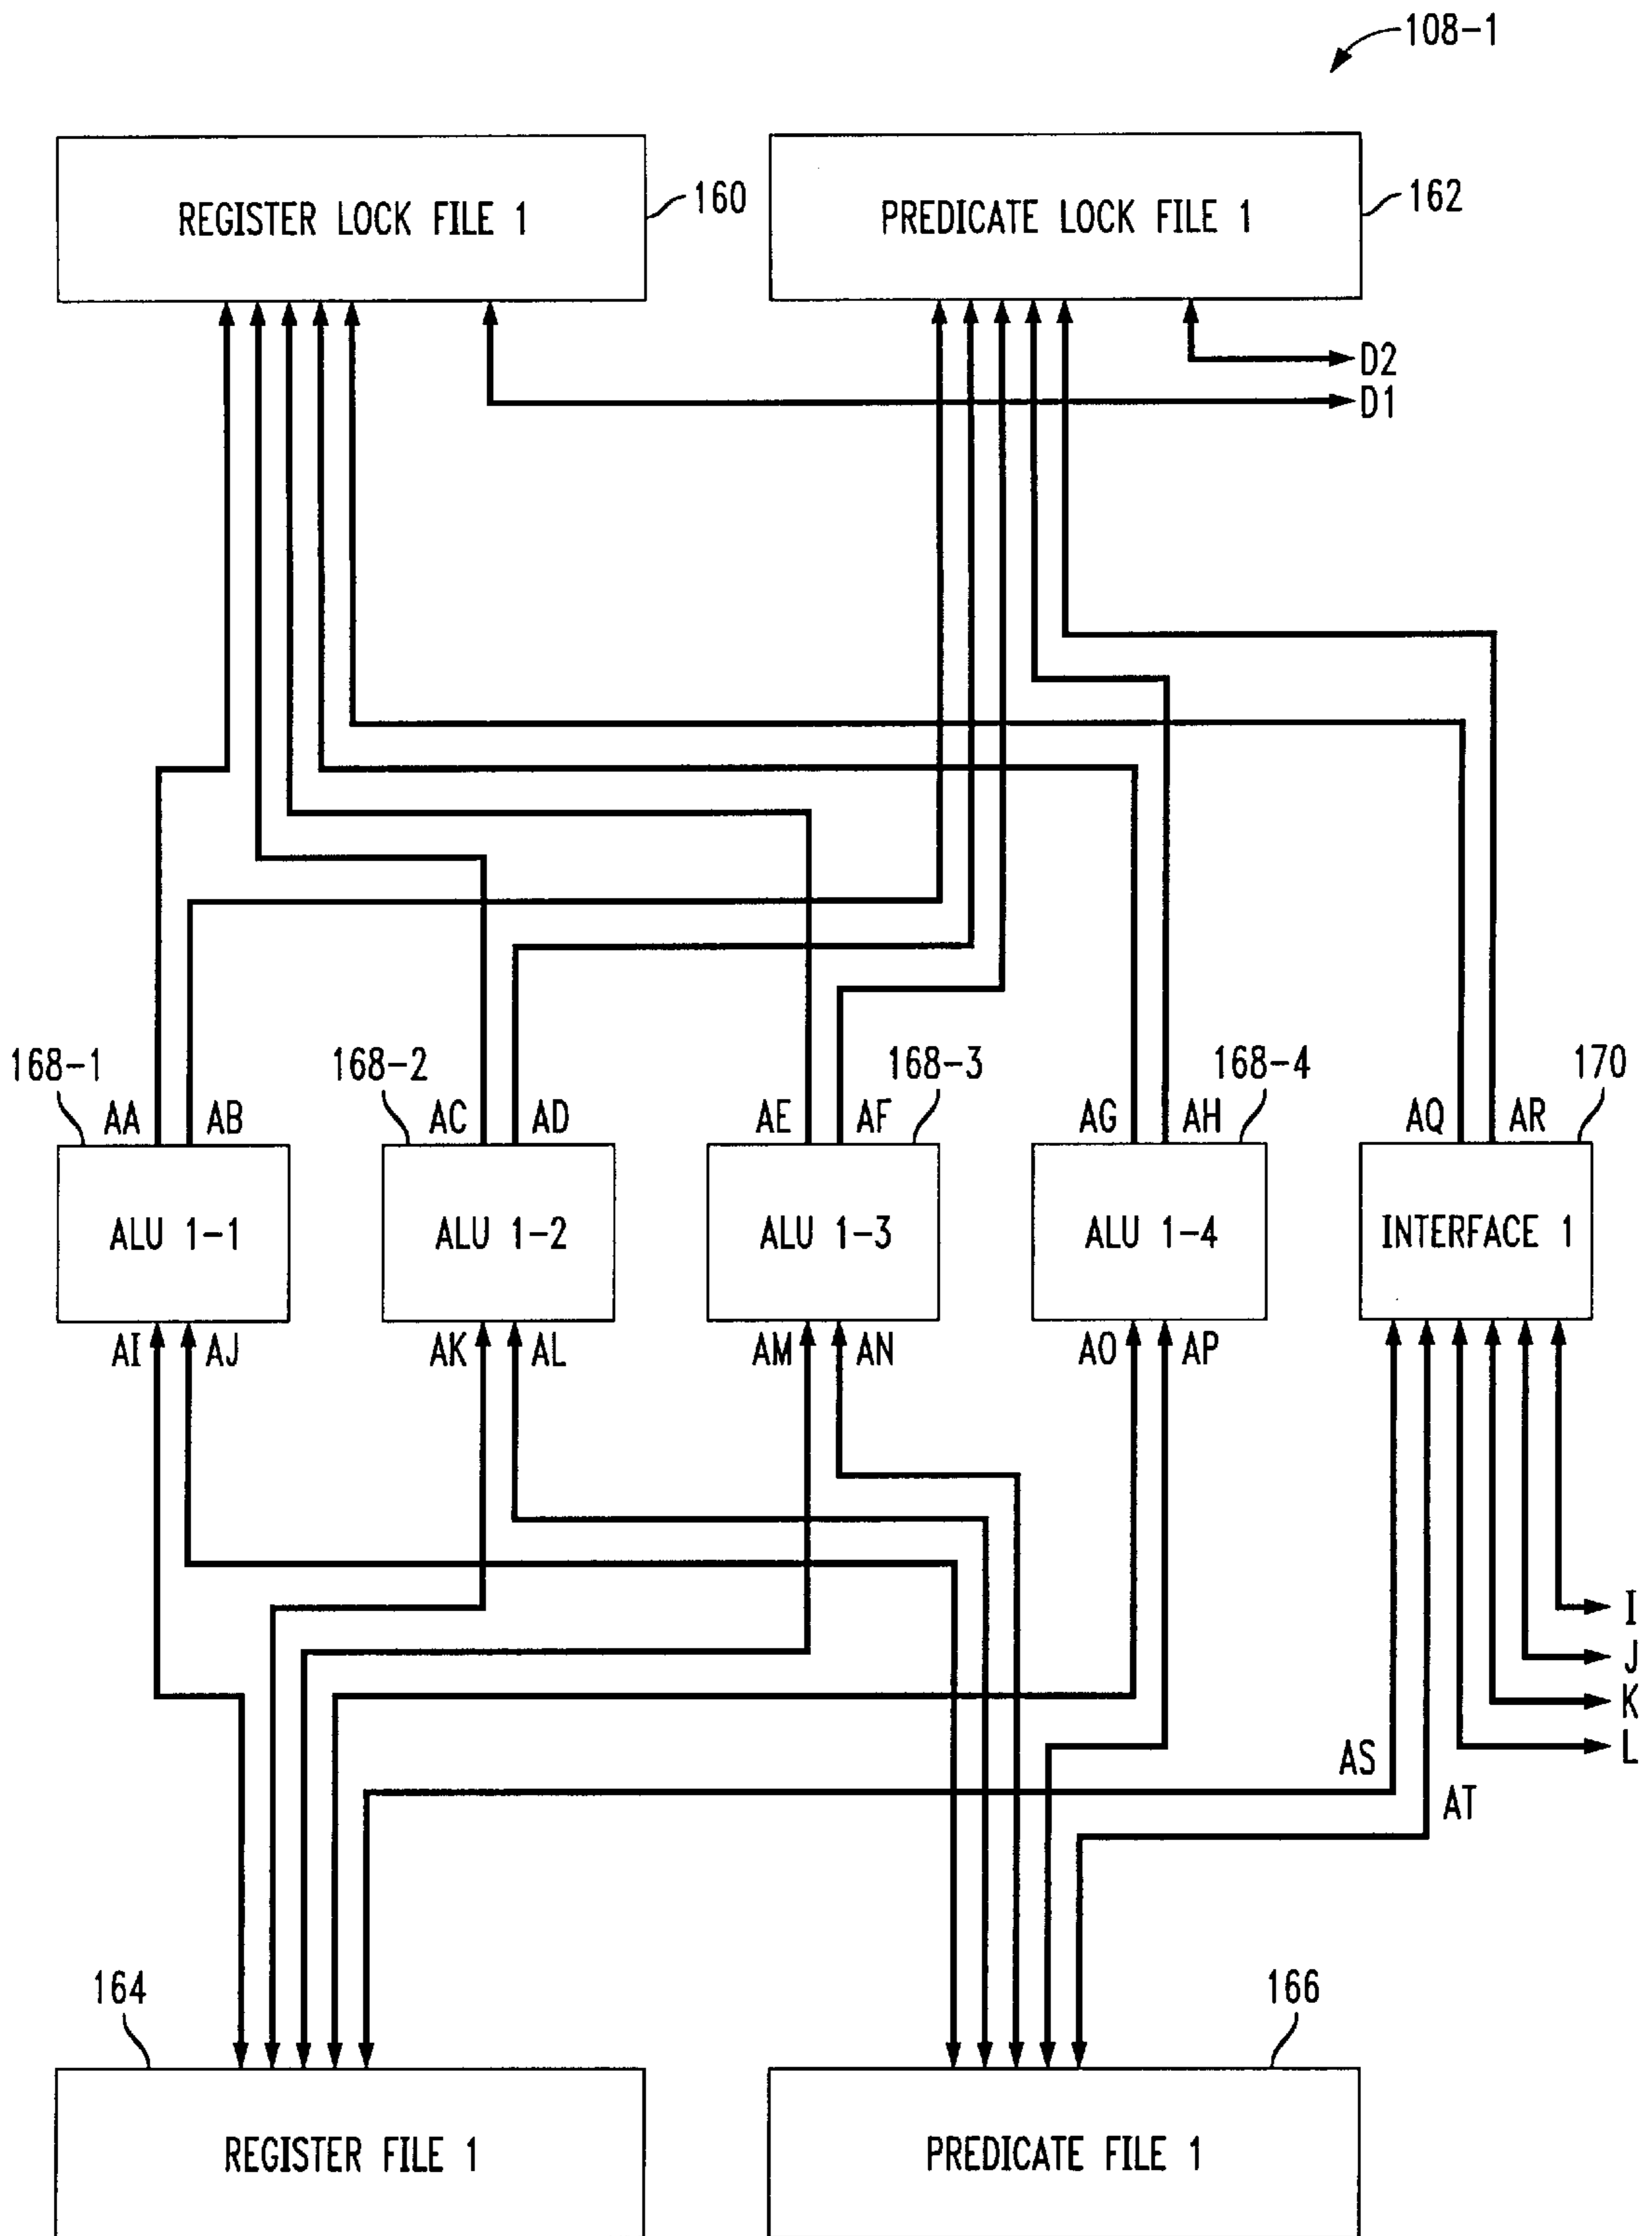 108-1
REGISTER LOCK FILE 1
160
PREDICATE LOCK FILE 1
162
D2
D1
168-1
168-2
168-3
168-4
170
AA
AB
AC
AD
AE
AF
AG
AH
AQ
AR
ALU 1-1
ALU 1-2
ALU 1-3
ALU 1-4
INTERFACE 1
AI
AJ
AK
AL
AM
AN
AO
AP
I
J
K
L
AS
AT
164
166
REGISTER FILE 1
PREDICATE FILE 1